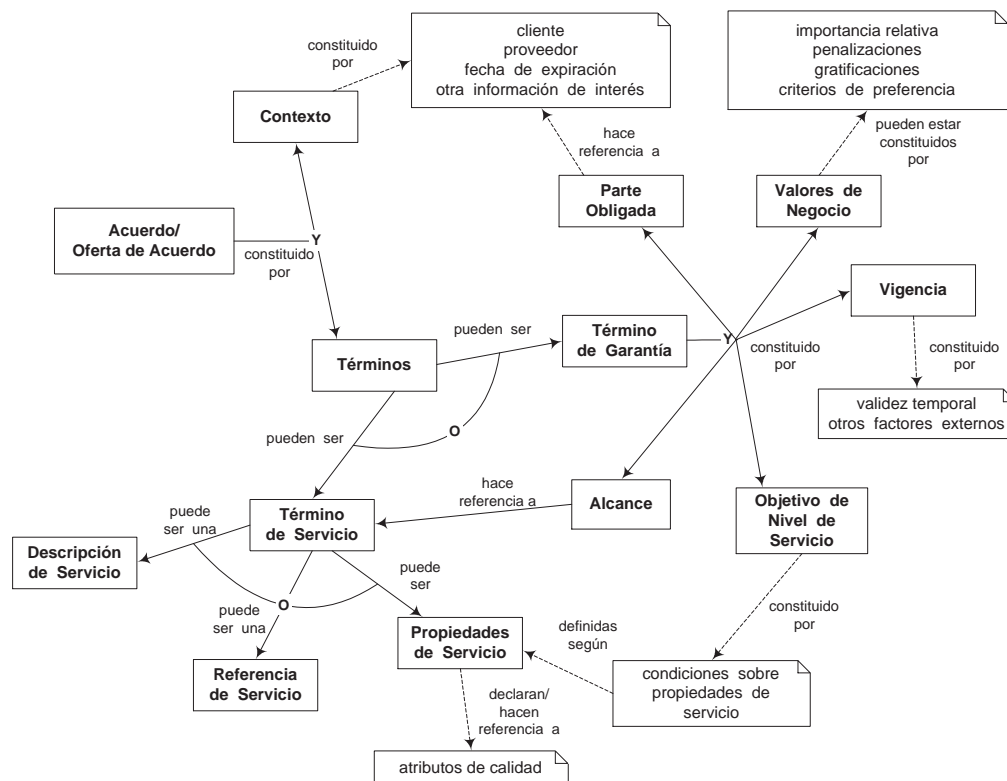 cliente
proveedor
fecha de expiración
otra información de interés
importancia relativa
penalizaciones
gratificaciones
criterios de preferencia
constituido
por
Contexto
hace
referencia a
pueden estar
constituidos
por
Parte
Obligada
Valores de
Negocio
Acuerdo/
Oferta de Acuerdo
Y
constituido
por
Vigencia
pueden ser
Término
de Garantía
Y
constituido
por
constituido
por
Términos
validez temporal
otros factores externos
pueden ser
O
hace
referencia a
Alcance
Objetivo de
Nivel de
Servicio
puede
ser una
Término
de Servicio
Descripción
de Servicio
puede
ser
puede
ser una
O
constituido
por
Propiedades
de Servicio
definidas
según
Referencia
de Servicio
condiciones sobre
propiedades de
servicio
declaran/
hacen
referencia a
atributos de calidad